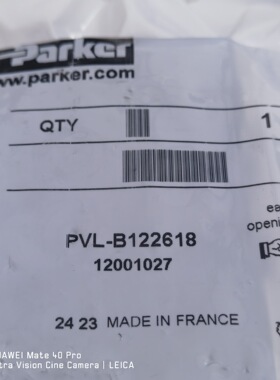 Parker
www.parker.com
QTY 1
ea
openi
PVL-B122618
12001027
24 23 MADE IN FRANCE
AWEI Mate 40 Pro
tra Vision Cine Camera | LEICA